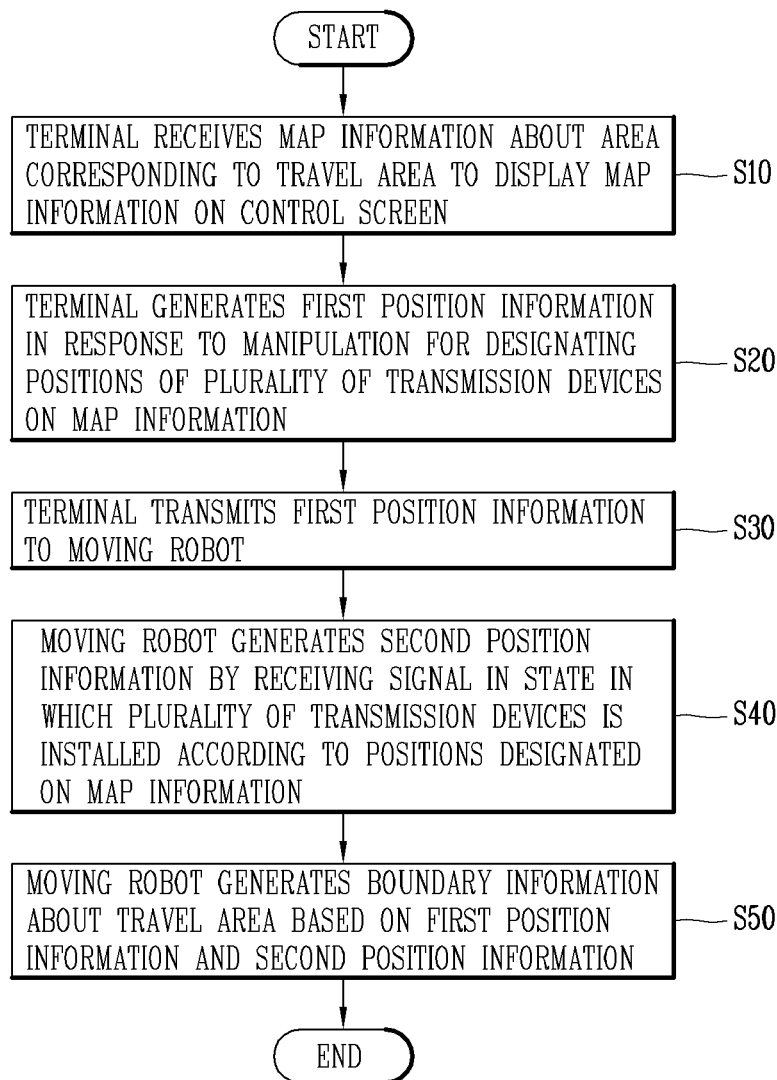 START
TERMINAL RECEIVES MAP INFORMATION ABOUT AREA
CORRESPONDING TO TRAVEL AREA TO DISPLAY MAP
INFORMATION ON CONTROL SCREEN
S10
TERMINAL GENERATES FIRST POSITION INFORMATION
IN RESPONSE TO MANIPULATION FOR DESIGNATING
POSITIONS OF PLURALITY OF TRANSMISSION DEVICES
ON MAP INFORMATION
S20
TERMINAL TRANSMITS FIRST POSITION INFORMATION
TO MOVING ROBOT
S30
MOVING ROBOT GENERATES SECOND POSITION
INFORMATION BY RECEIVING SIGNAL IN STATE IN
WHICH PLURALITY OF TRANSMISSION DEVICES IS
INSTALLED ACCORDING TO POSITIONS DESIGNATED
ON MAP INFORMATION
S40
MOVING ROBOT GENERATES BOUNDARY INFORMATION
ABOUT TRAVEL AREA BASED ON FIRST POSITION
INFORMATION AND SECOND POSITION INFORMATION
S50
END